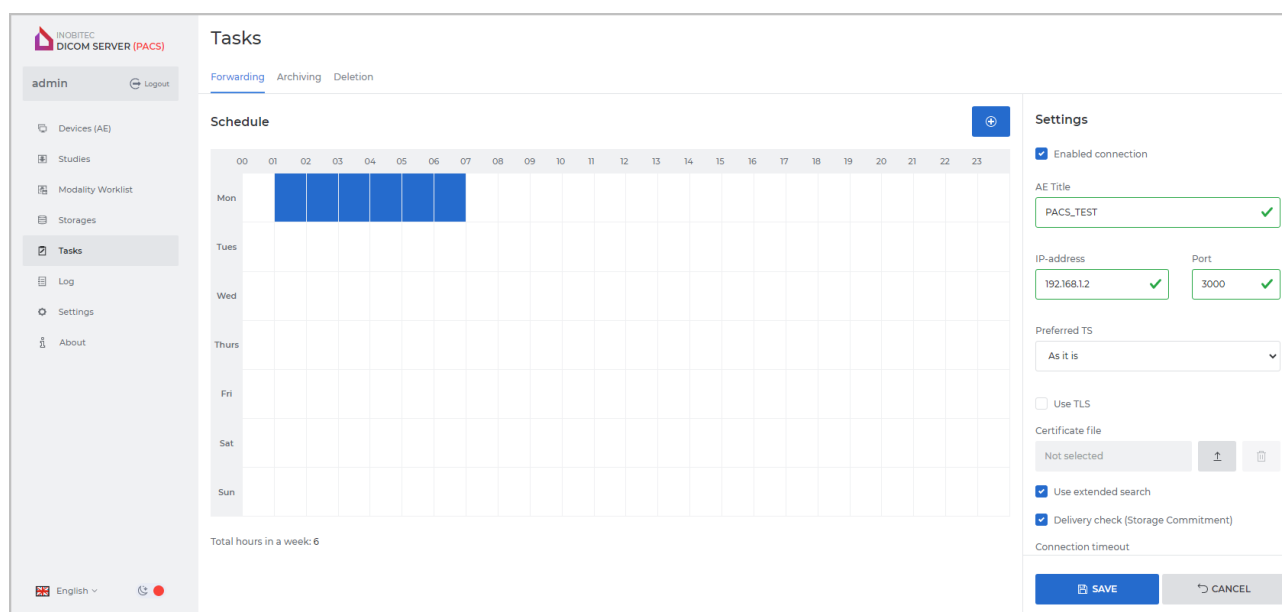 INOBITEC
DICOM SERVER (PACS)
admin
Logout
Devices (AE)
Studies
Modality Worklist
Storages
Tasks
Log
Settings
About
English
Tasks
Forwarding Archiving Deletion
Schedule
00 01 02 03 04 05 06 07 08 09 10 11 12 13 14 15 16 17 18 19 20 21 22 23
Mon
Tues
Wed
Thurs
Fri
Sat
Sun
Total hours in a week: 6
Settings
Enabled connection
AE Title
PACS_TEST
IP-address Port
192.168.1.2 3000
Preferred TS
As it is
Use TLS
Certificate file
Not selected
Use extended search
Delivery check (Storage Commitment)
Connection timeout
SAVE CANCEL